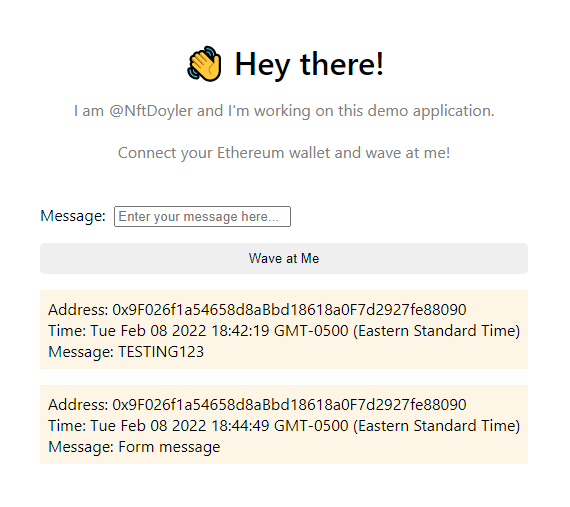 👋 Hey there!
I am @NftDoyler and I'm working on this demo application.
Connect your Ethereum wallet and wave at me!
Message: Enter your message here...
Wave at Me
Address: 0x9F026f1a54658d8aBbd18618a0F7d2927fe88090
Time: Tue Feb 08 2022 18:42:19 GMT-0500 (Eastern Standard Time)
Message: TESTING123
Address: 0x9F026f1a54658d8aBbd18618a0F7d2927fe88090
Time: Tue Feb 08 2022 18:44:49 GMT-0500 (Eastern Standard Time)
Message: Form message